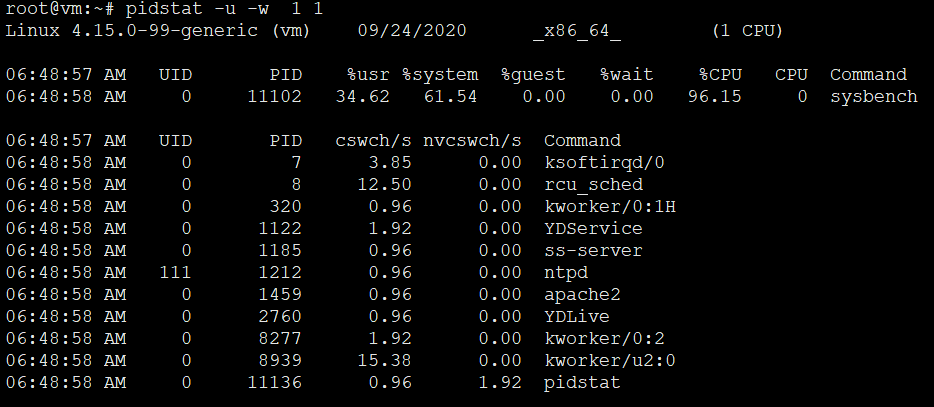 root@vm:~# pidstat -u -w  1 1
Linux 4.15.0-99-generic (vm)    09/24/2020      _x86_64_        (1 CPU)
06:48:57 AM   UID       PID    %usr %system  %guest   %wait    %CPU   CPU  Command
06:48:58 AM     0     11102   34.62   61.54    0.00    0.00   96.15     0  sysbench
06:48:57 AM   UID       PID   cswch/s nvcswch/s  Command
06:48:58 AM     0         7      3.85      0.00  ksoftirqd/0
06:48:58 AM     0         8     12.50      0.00  rcu_sched
06:48:58 AM     0       320      0.96      0.00  kworker/0:1H
06:48:58 AM     0      1122      1.92      0.00  YDService
06:48:58 AM     0      1185      0.96      0.00  ss-server
06:48:58 AM   111      1212      0.96      0.00  ntpd
06:48:58 AM     0      1459      0.96      0.00  apache2
06:48:58 AM     0      2760      0.96      0.00  YDLive
06:48:58 AM     0      8277      1.92      0.00  kworker/0:2
06:48:58 AM     0      8939     15.38      0.00  kworker/u2:0
06:48:58 AM     0     11136      0.96      1.92  pidstat